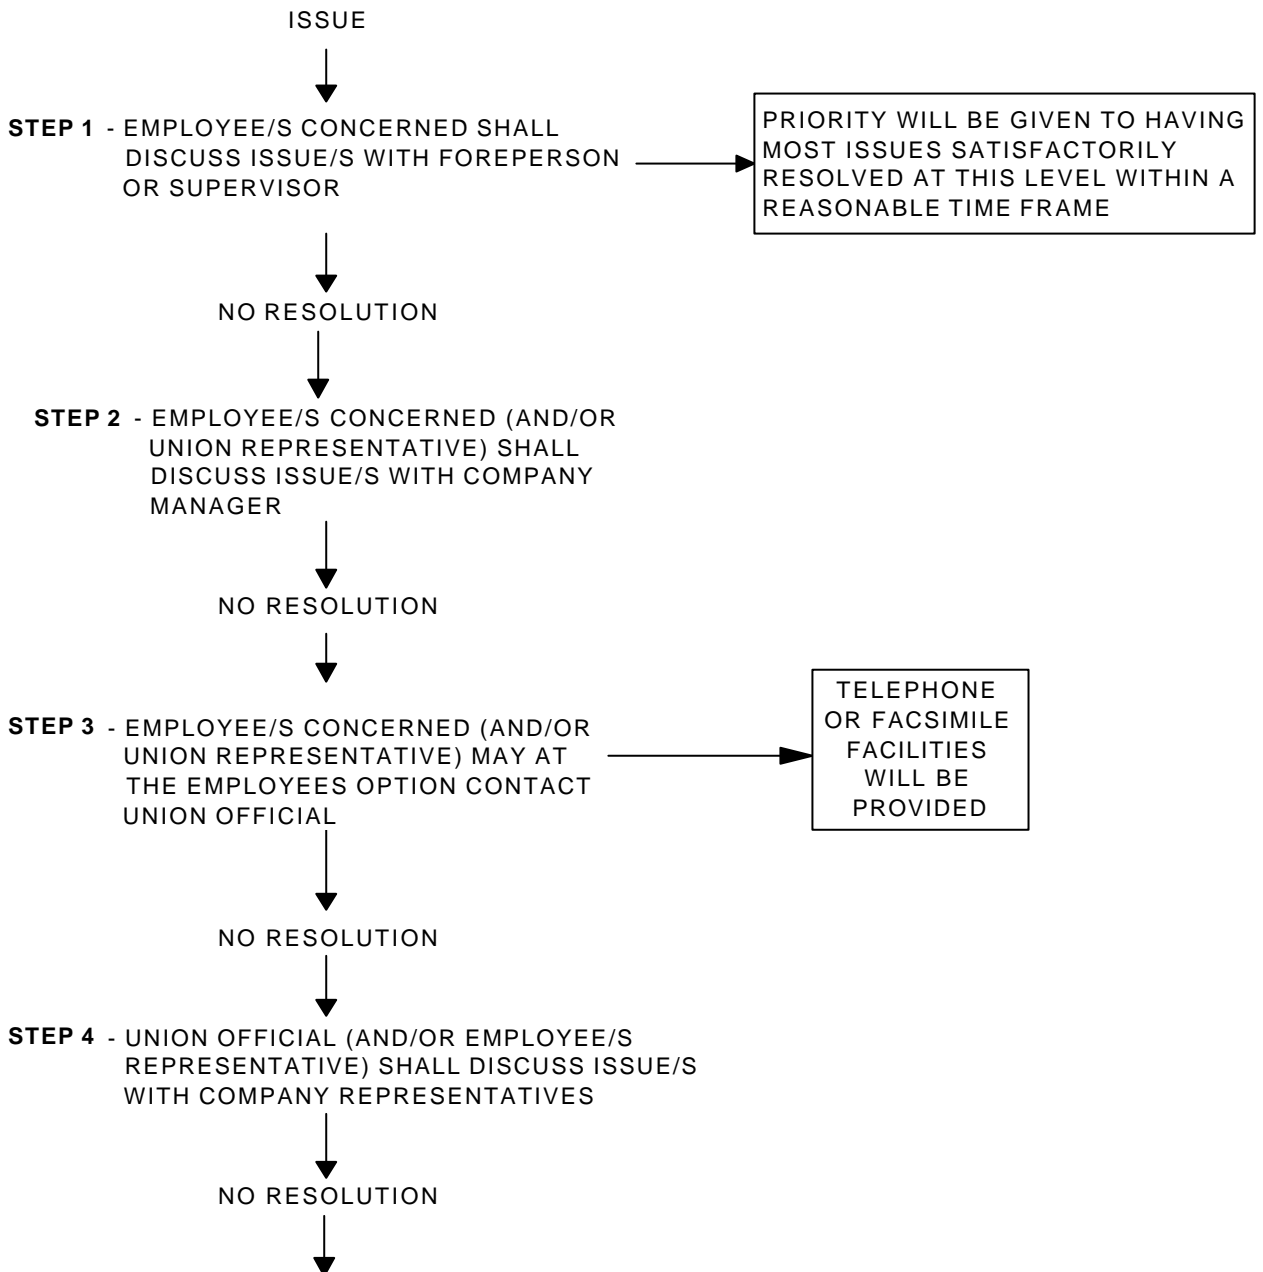 ISSUE
STEP 1 - EMPLOYEE/S CONCERNED SHALL
DISCUSS ISSUE/S WITH FOREPERSON
OR SUPERVISOR
PRIORITY WILL BE GIVEN TO HAVING
MOST ISSUES SATISFACTORILY
RESOLVED AT THIS LEVEL WITHIN A
REASONABLE TIME FRAME
NO RESOLUTION
STEP 2 - EMPLOYEE/S CONCERNED (AND/OR
UNION REPRESENTATIVE) SHALL
DISCUSS ISSUE/S WITH COMPANY
MANAGER
NO RESOLUTION
STEP 3 - EMPLOYEE/S CONCERNED (AND/OR
UNION REPRESENTATIVE) MAY AT
THE EMPLOYEES OPTION CONTACT
UNION OFFICIAL
TELEPHONE
OR FACSIMILE
FACILITIES
WILL BE
PROVIDED
NO RESOLUTION
STEP 4 - UNION OFFICIAL (AND/OR EMPLOYEE/S
REPRESENTATIVE) SHALL DISCUSS ISSUE/S
WITH COMPANY REPRESENTATIVES
NO RESOLUTION